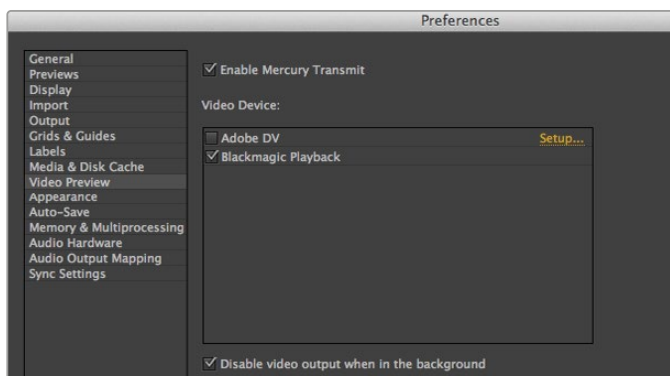 Preferences
General
Previews
Display
Import
Output
Grids & Guides
Labels
Media & Disk Cache
Video Preview
Appearance
Auto-Save
Memory & Multiprocessing
Audio Hardware
Audio Output Mapping
Sync Settings
Enable Mercury Transmit
Video Device:
Adobe DV Setup...
Blackmagic Playback
Disable video output when in the background